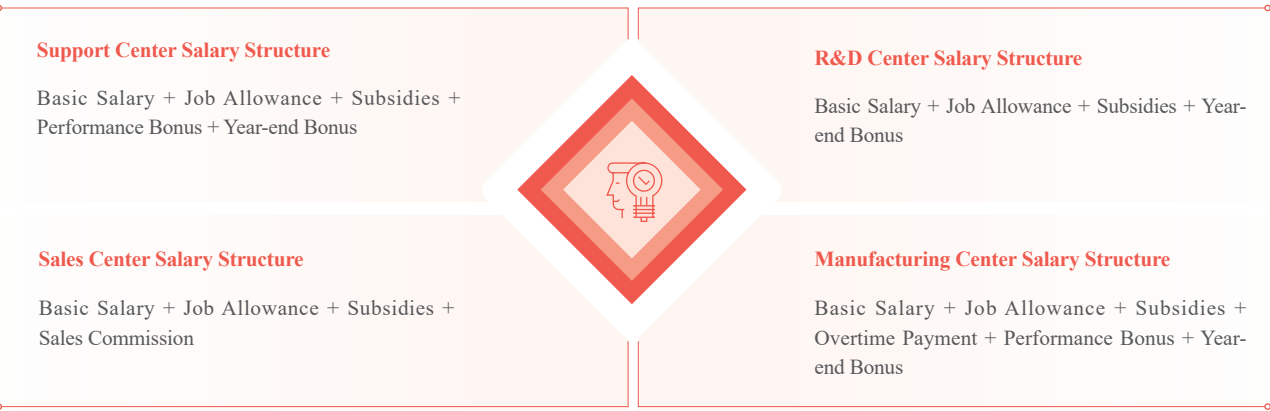 Support Center Salary Structure
Basic Salary + Job Allowance + Subsidies +
Performance Bonus + Year-end Bonus
R&D Center Salary Structure
Basic Salary + Job Allowance + Subsidies + Year-
end Bonus
Sales Center Salary Structure
Basic Salary + Job Allowance + Subsidies +
Sales Commission
Manufacturing Center Salary Structure
Basic Salary + Job Allowance + Subsidies +
Overtime Payment + Performance Bonus + Year-
end Bonus